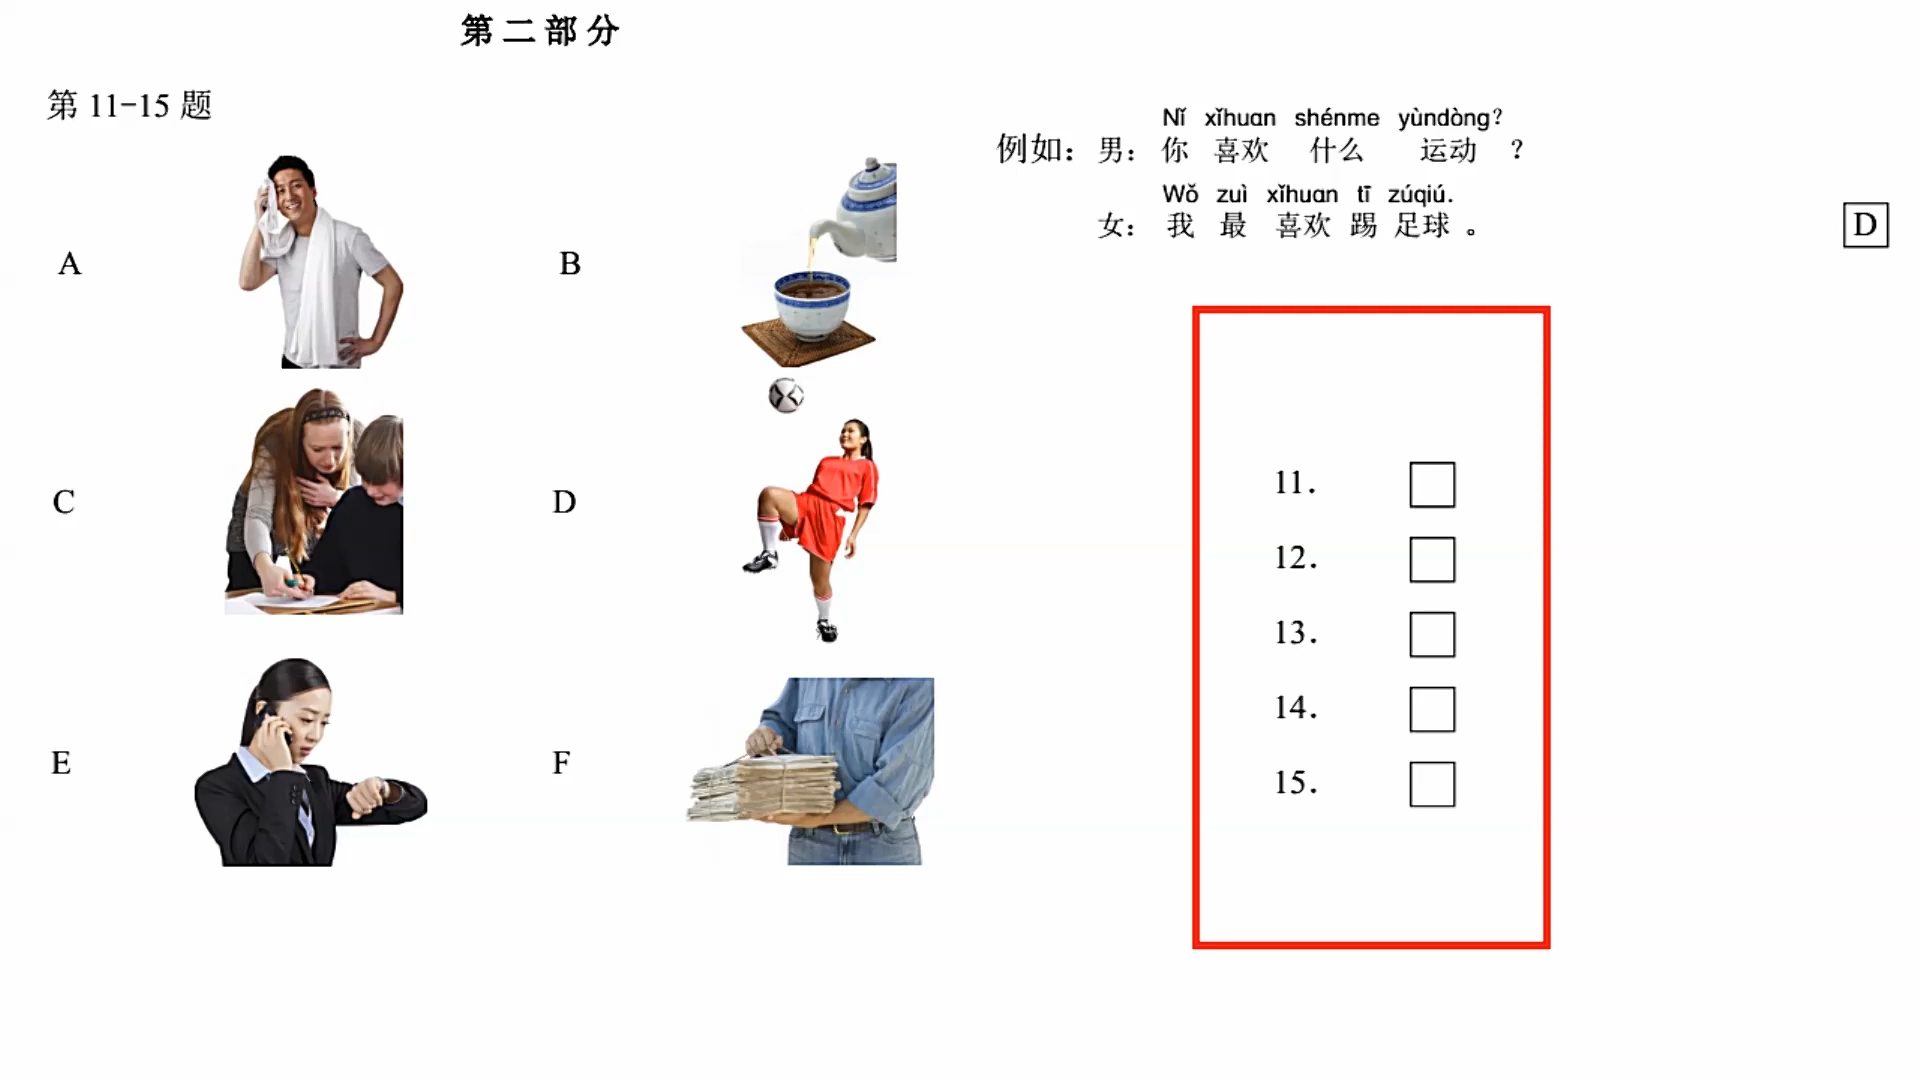 第二部分
第 11-15 题
A
B
C
D
E
F
Nǐ xǐhuan shénme yùndòng?
例如：男：你 喜欢 什么 运动 ？
Wǒ zuì xǐhuan tī zúqiú.
女：我 最 喜欢 踢 足球 。
D
11.
12.
13.
14.
15.